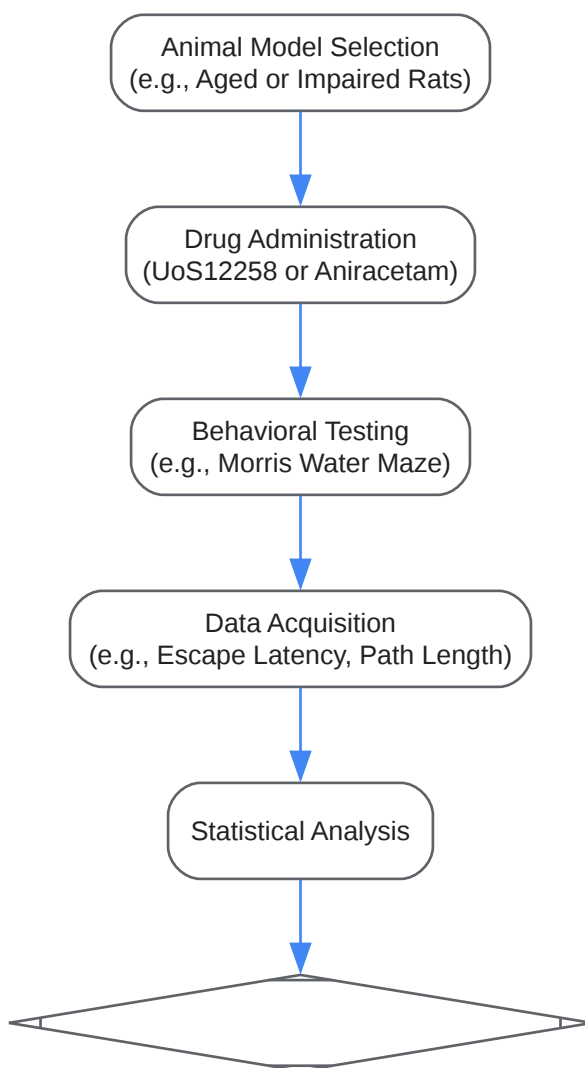 Animal Model Selection
(e.g., Aged or Impaired Rats)
Drug Administration
(UoS12258 or Aniracetam)
Behavioral Testing
(e.g., Morris Water Maze)
Data Acquisition
(e.g., Escape Latency, Path Length)
Statistical Analysis